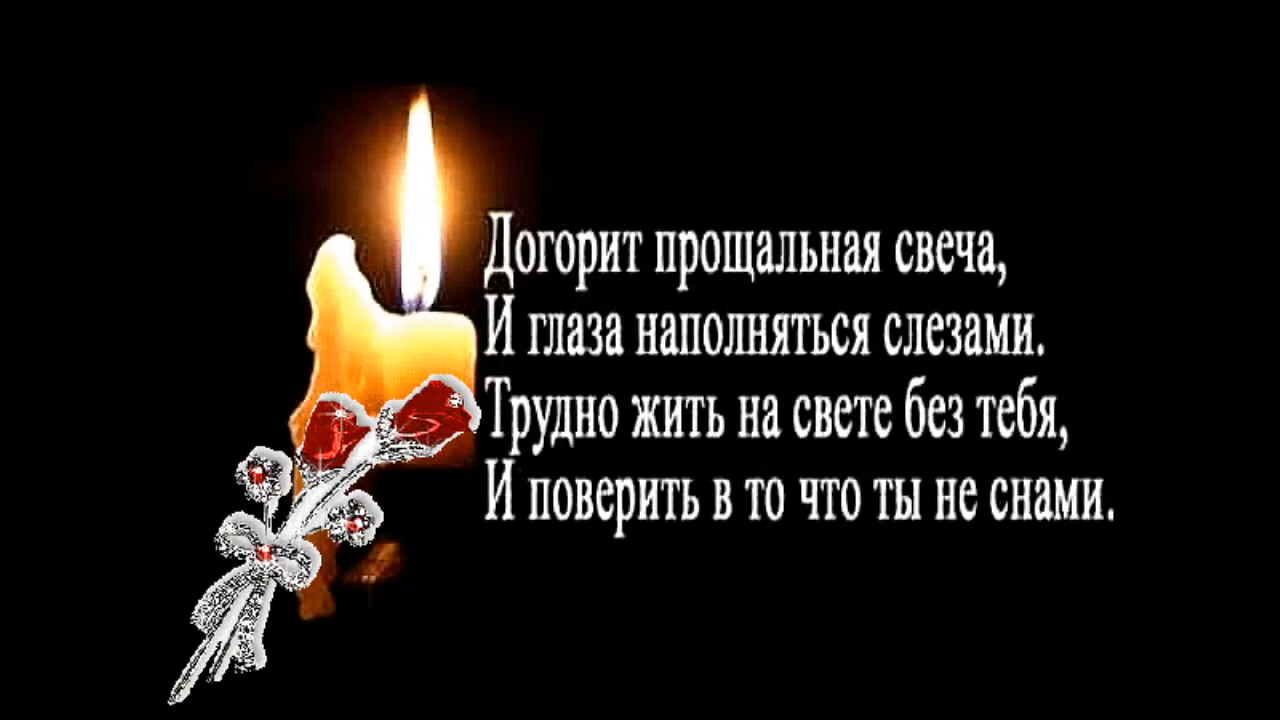 Догорит прощальная свеча,
И глаза наполняться слезами.
Трудно жить на свете без тебя,
И поверить в то что ты не снами.